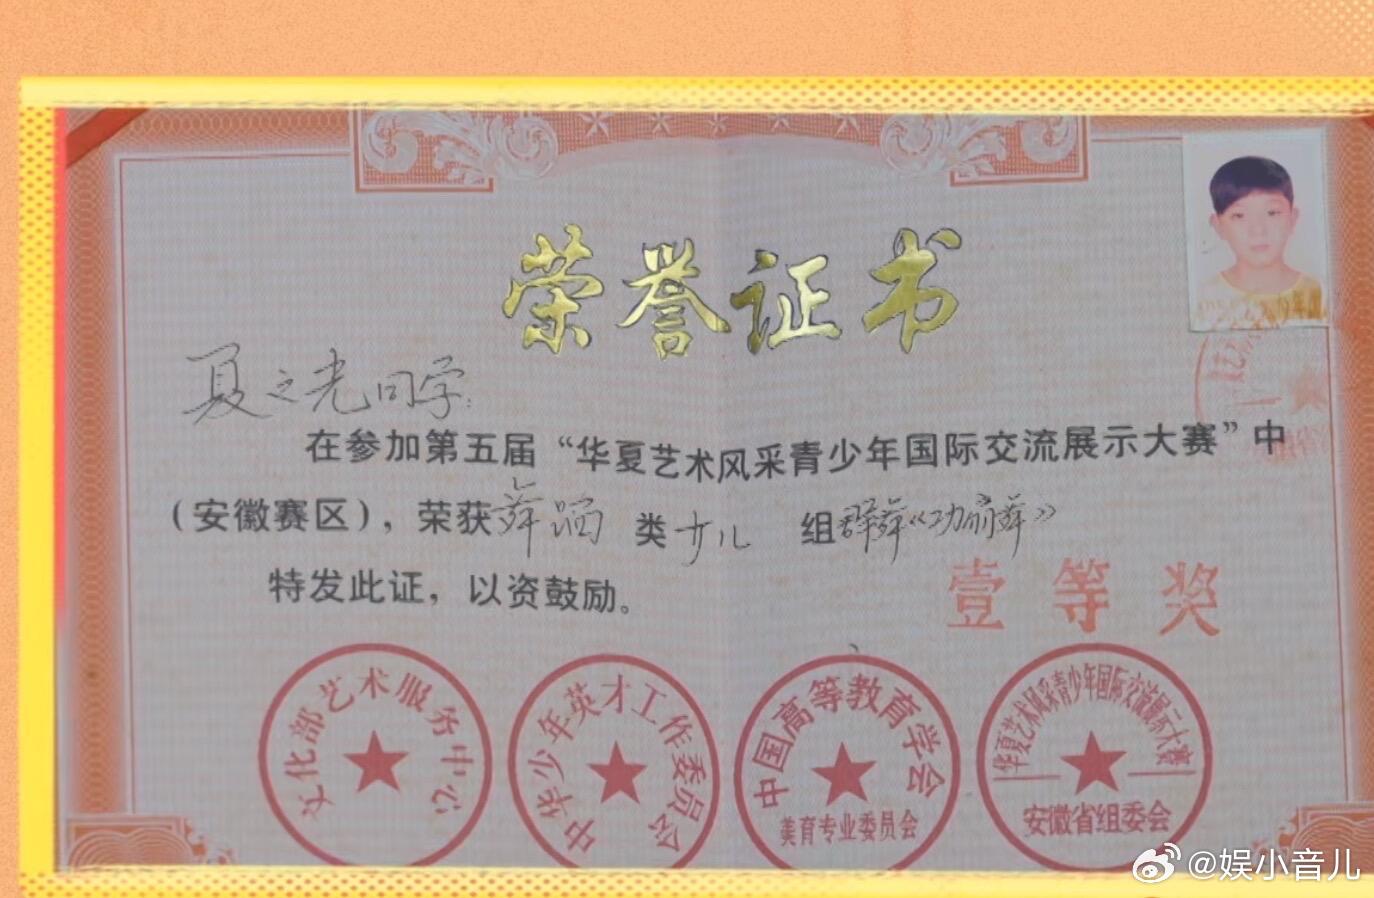 荣誉证书
夏之光同学:
在参加第五届“华夏艺术风采青少年国际交流展示大赛”中
(安徽赛区)，荣获舞蹈类少儿组群舞《功扇舞》
特发此证，以资鼓励。
壹等奖
文化部艺术服务中心
中华少年英才工作委员会
中国高等教育学会
美育专业委员会
华夏艺术风采青少年国际交流展示大赛
安徽省组委会
@娱小音儿